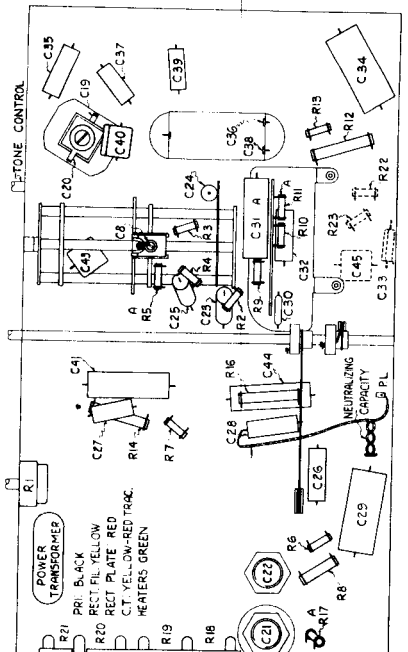 TONE CONTROL
C35
C37
C39
C34
C19
C40
C20
C36
C38
R13
R12
C24
C8
C43
R3
C31
A
A
R11
R10
R22
R23
C45
C33
A
R5
R4
C25
C23
R2
R9
C32
C30
C41
R16
C44
C27
R14
R7
C28
NEUTRALIZING
CAPACITY
PL
R1
C26
C29
POWER
TRANSFORMER
PRI. BLACK
RECT. FIL. YELLOW
RECT PLATE RED
C.T. YELLOW-RED TRAC.
HEATERS GREEN
C22
R6
R8
C21
A
R17
R21
R20
R19
R18